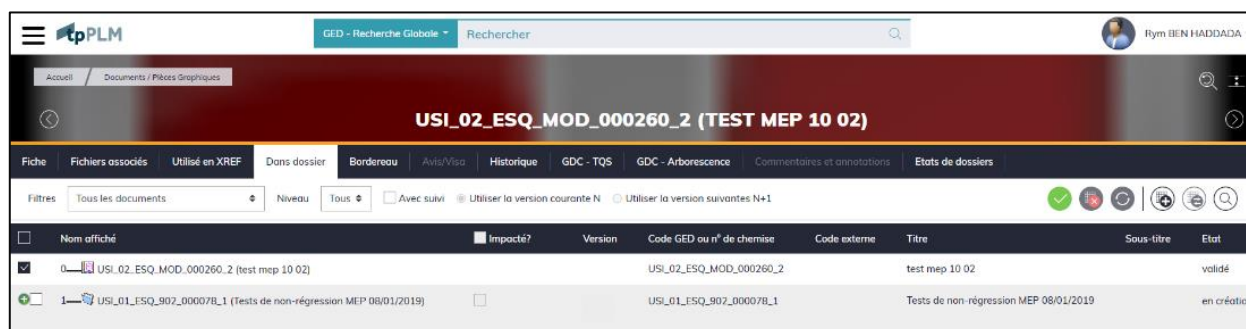 tpPLM GED - Recherche Globale Rechercher Rym BEN HADDADA
Accueil / Documents / Pièces Graphiques
USI_02_ESQ_MOD_000260_2 (TEST MEP 10 02)
Fiche Fichiers associés Utilisé en XREF Dans dossier Bordereau Avis/Visa Historique GDC - TQS GDC - Arborescence Commentaires et annotations Etats de dossiers
Filtres Tous les documents Niveau Tous Avec suivi Utiliser la version courante N Utiliser la version suivantes N+1
Nom affiché Impacté? Version Code GED ou n° de chemise Code externe Titre Sous-titre Etat
0 USI_02_ESQ_MOD_000260_2 (test mep 10 02) USI_02_ESQ_MOD_000260_2 test mep 10 02 validé
1 USI_01_ESQ_902_000078_1 (Tests de non-régression MEP 08/01/2019) USI_01_ESQ_902_000078_1 Tests de non-régression MEP 08/01/2019 en créatio